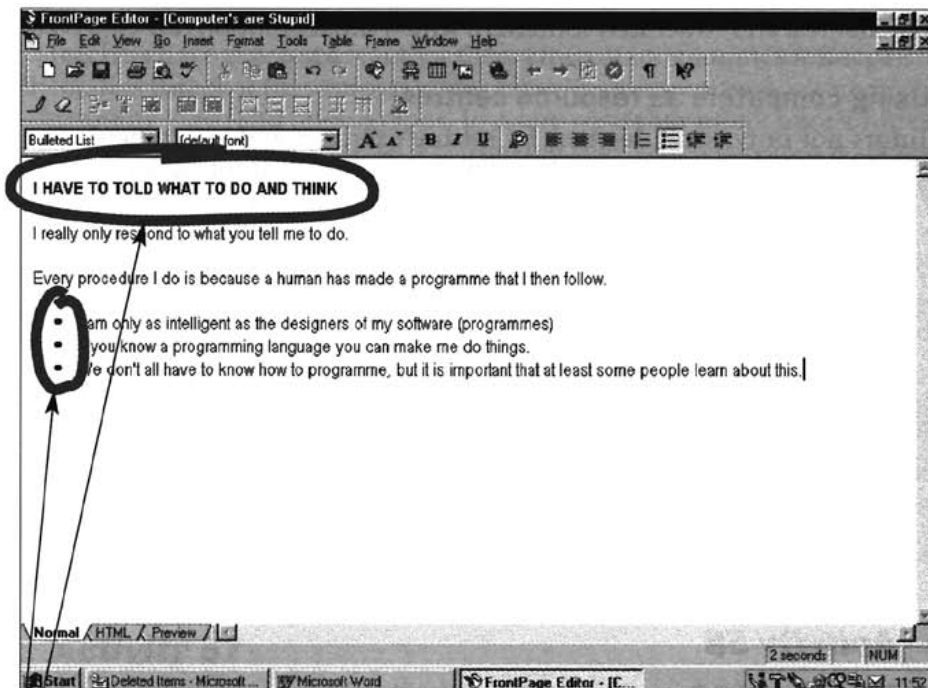 FrontPage Editor - [Computer's are Stupid]
File Edit View Go Insert Format Tools Table Frame Window Help
Bulleted List (default font) A A B I U
I HAVE TO TOLD WHAT TO DO AND THINK
I really only respond to what you tell me to do.
Every procedure I do is because a human has made a programme that I then follow.
am only as intelligent as the designers of my software (programmes)
you know a programming language you can make me do things.
We don't all have to know how to programme, but it is important that at least some people learn about this.
Normal HTML Preview
2 seconds NUM
Start Deleted Items - Microsoft ... Microsoft Word FrontPage Editor - [C... 11:52